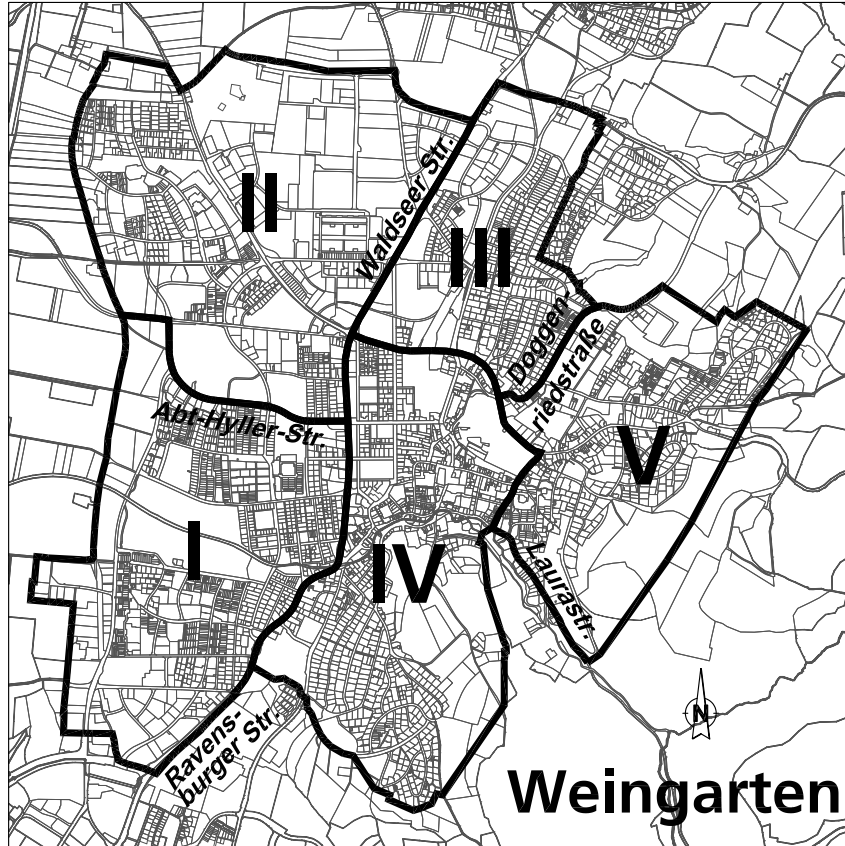 II
Waldseer Str.
III
Doggen-
riedstraße
Abt-Hyller-Str.
V
I
IV
Laurastr.
Ravens-
burger Str.
N
Weingarten